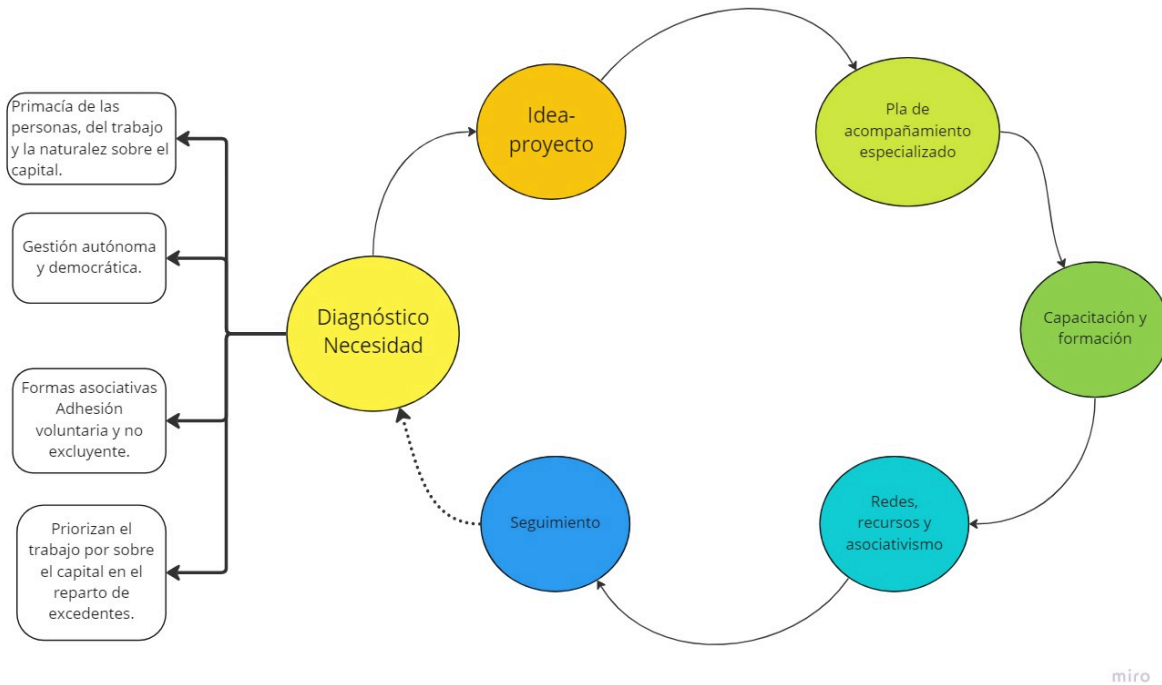 Primacía de las
personas, del trabajo
y la naturalez sobre el
capital.
Gestión autónoma
y democrática.
Formas asociativas
Adhesión
voluntaria y no
excluyente.
Priorizan el
trabajo por sobre
el capital en el
reparto de
excedentes.
Diagnóstico
Necesidad
Idea-
proyecto
Pla de
acompañamiento
especializado
Capacitación y
formación
Redes,
recursos y
asociativismo
Seguimiento
miro